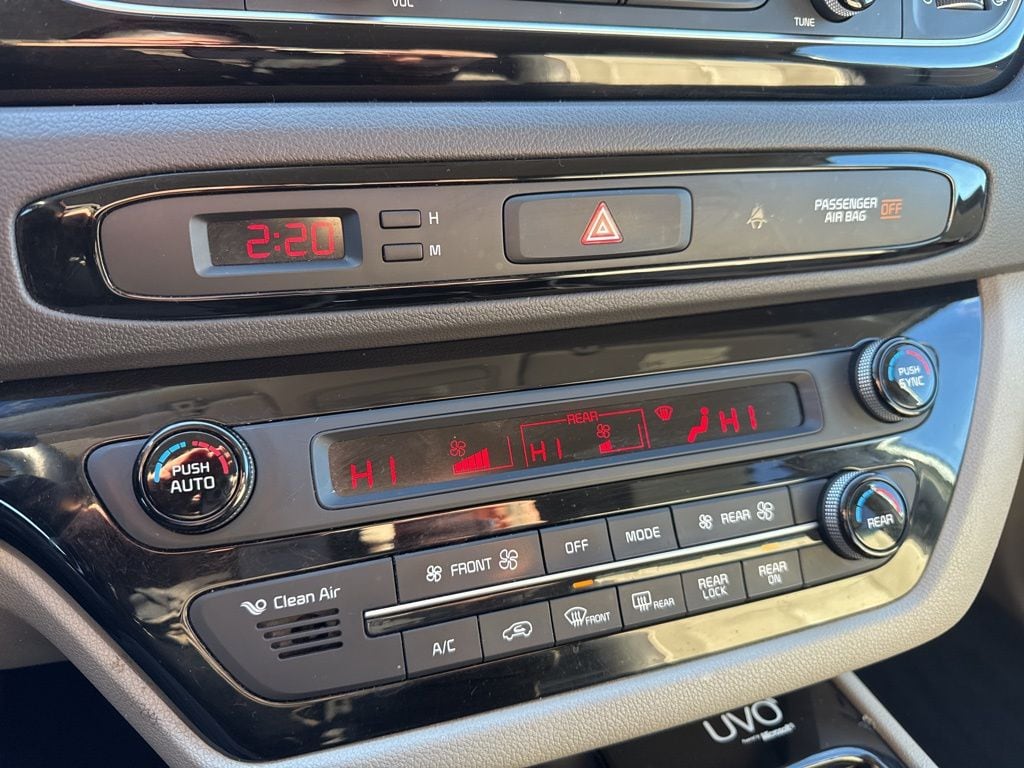 VOL
TUNE
2:20
H
M
PASSENGER
AIR BAG OFF
PUSH
AUTO
HI
REAR
HI
HI
PUSH
SYNC
REAR
FRONT
OFF
MODE
REAR
Clean Air
A/C
FRONT
REAR
REAR
LOCK
REAR
ON
UVO
Microsoft